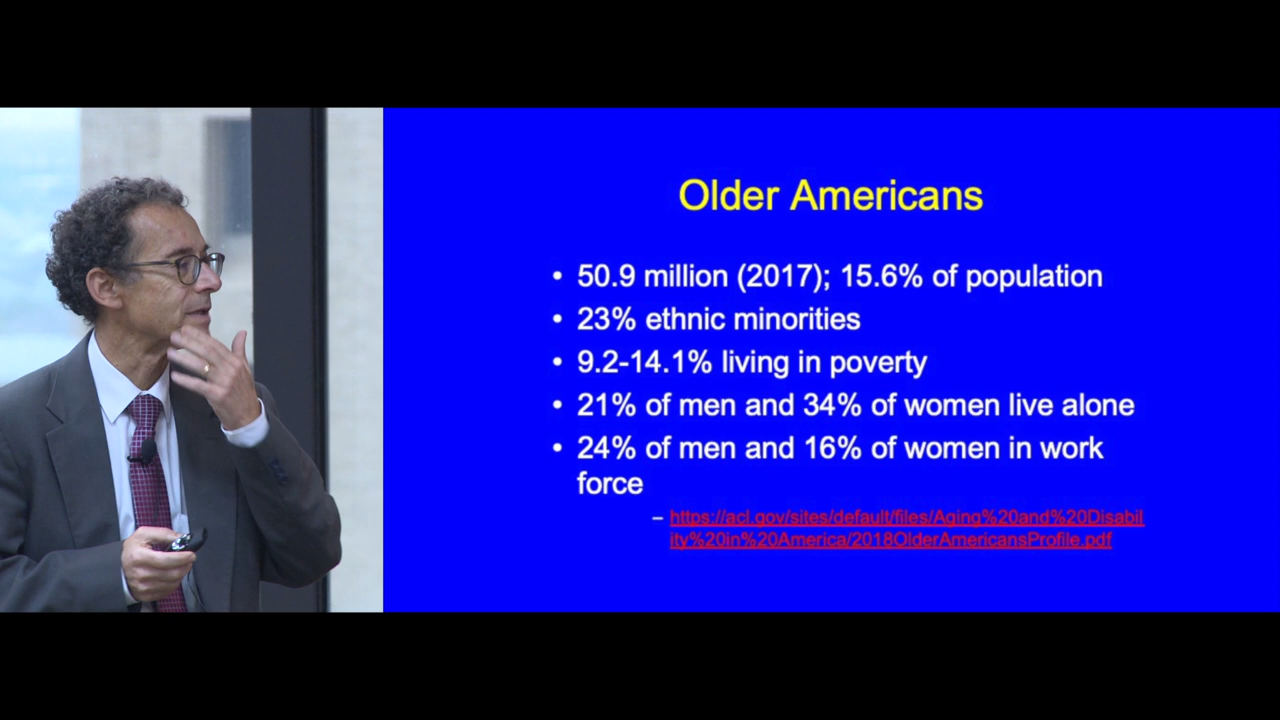 Older Americans
• 50.9 million (2017); 15.6% of population
• 23% ethnic minorities
• 9.2-14.1% living in poverty
• 21% of men and 34% of women live alone
• 24% of men and 16% of women in work
force
– https://acl.gov/sites/default/files/Aging%20and%20Disabil
ity%20in%20America/2018OlderAmericansProfile.pdf